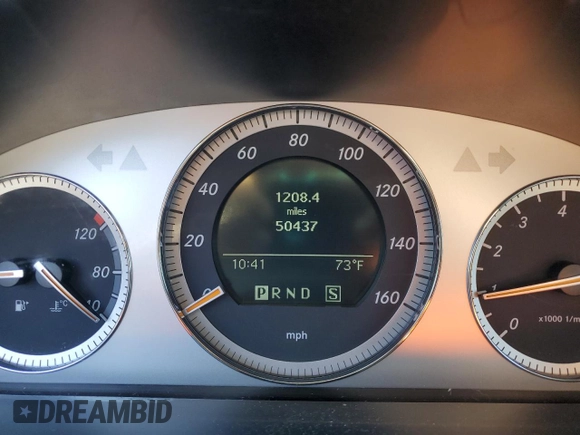 1208.4
miles
50437
10:41 73°F
P R N D S
0 20 40 60 80 100 120 140 160
mph
120
80
°C
0 1 2 3 4
x1000 1/m
DREAMBID